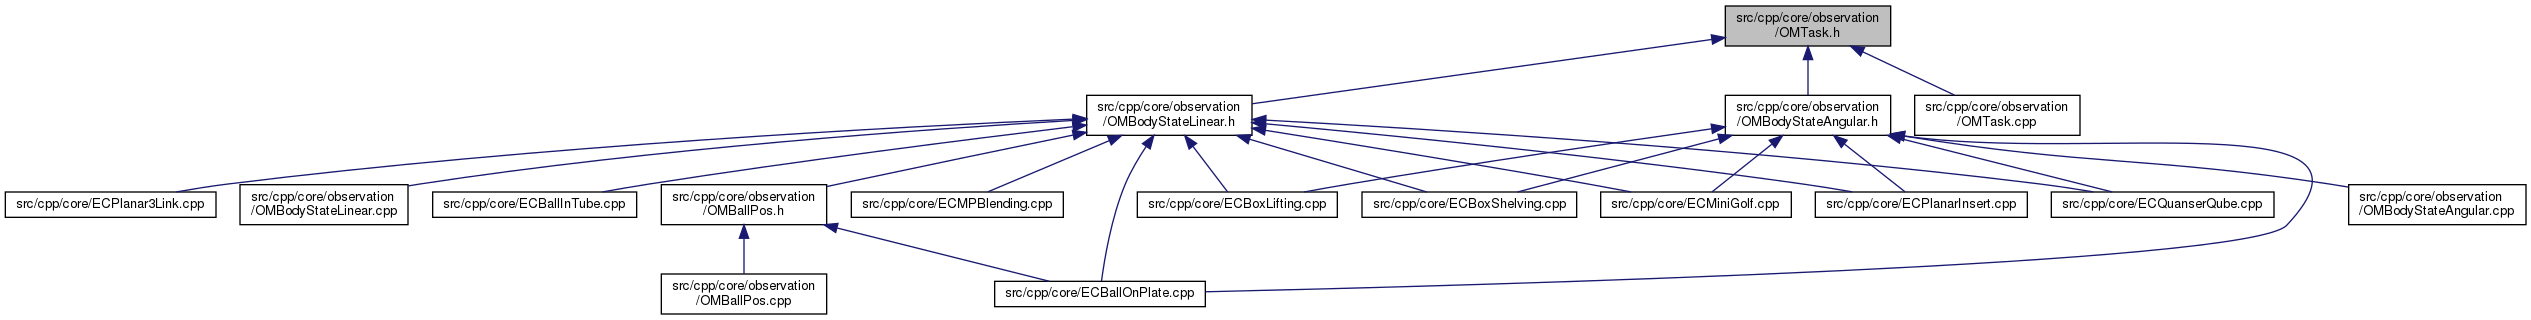 src/cpp/core/observation
/OMTask.h
src/cpp/core/observation
/OMBodyStateLinear.h
src/cpp/core/observation
/OMBodyStateAngular.h
src/cpp/core/observation
/OMTask.cpp
src/cpp/core/ECPlanar3Link.cpp
src/cpp/core/observation
/OMBodyStateLinear.cpp
src/cpp/core/ECBallInTube.cpp
src/cpp/core/observation
/OMBallPos.h
src/cpp/core/ECMPBlending.cpp
src/cpp/core/ECBoxLifting.cpp
src/cpp/core/ECBoxShelving.cpp
src/cpp/core/ECMiniGolf.cpp
src/cpp/core/ECPlanarInsert.cpp
src/cpp/core/ECQuanserQube.cpp
src/cpp/core/observation
/OMBodyStateAngular.cpp
src/cpp/core/observation
/OMBallPos.cpp
src/cpp/core/ECBallOnPlate.cpp